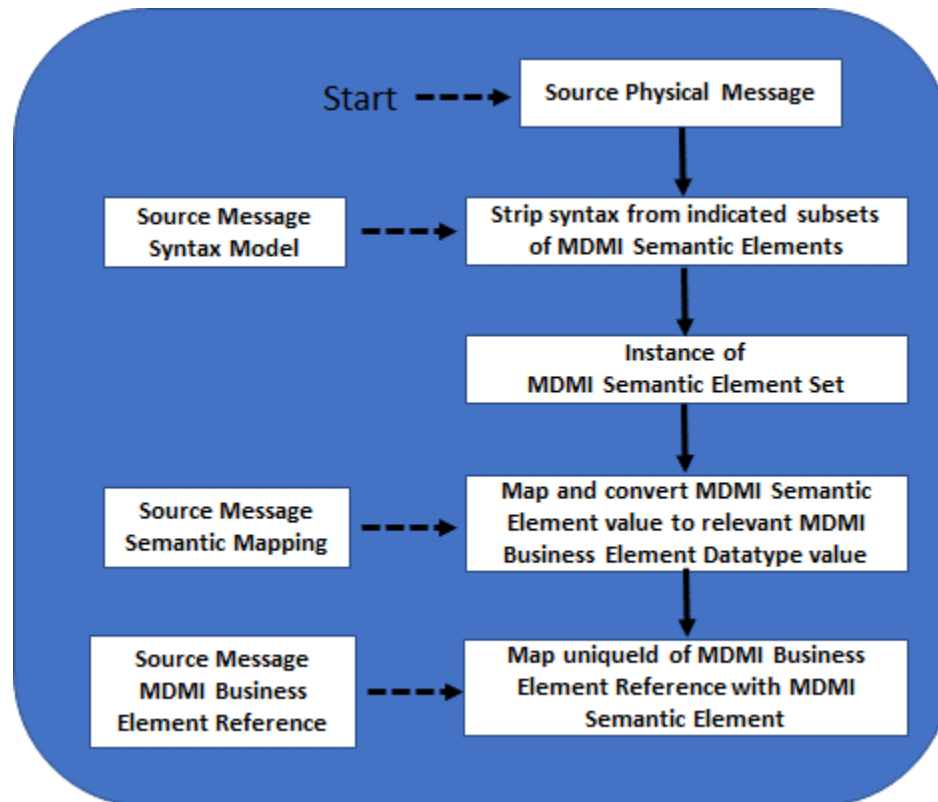 Start
Source Physical Message
Source Message
Syntax Model
Strip syntax from indicated subsets
of MDMI Semantic Elements
Instance of
MDMI Semantic Element Set
Source Message
Semantic Mapping
Map and convert MDMI Semantic
Element value to relevant MDMI
Business Element Datatype value
Source Message
MDMI Business
Element Reference
Map uniqueId of MDMI Business
Element Reference with MDMI
Semantic Element